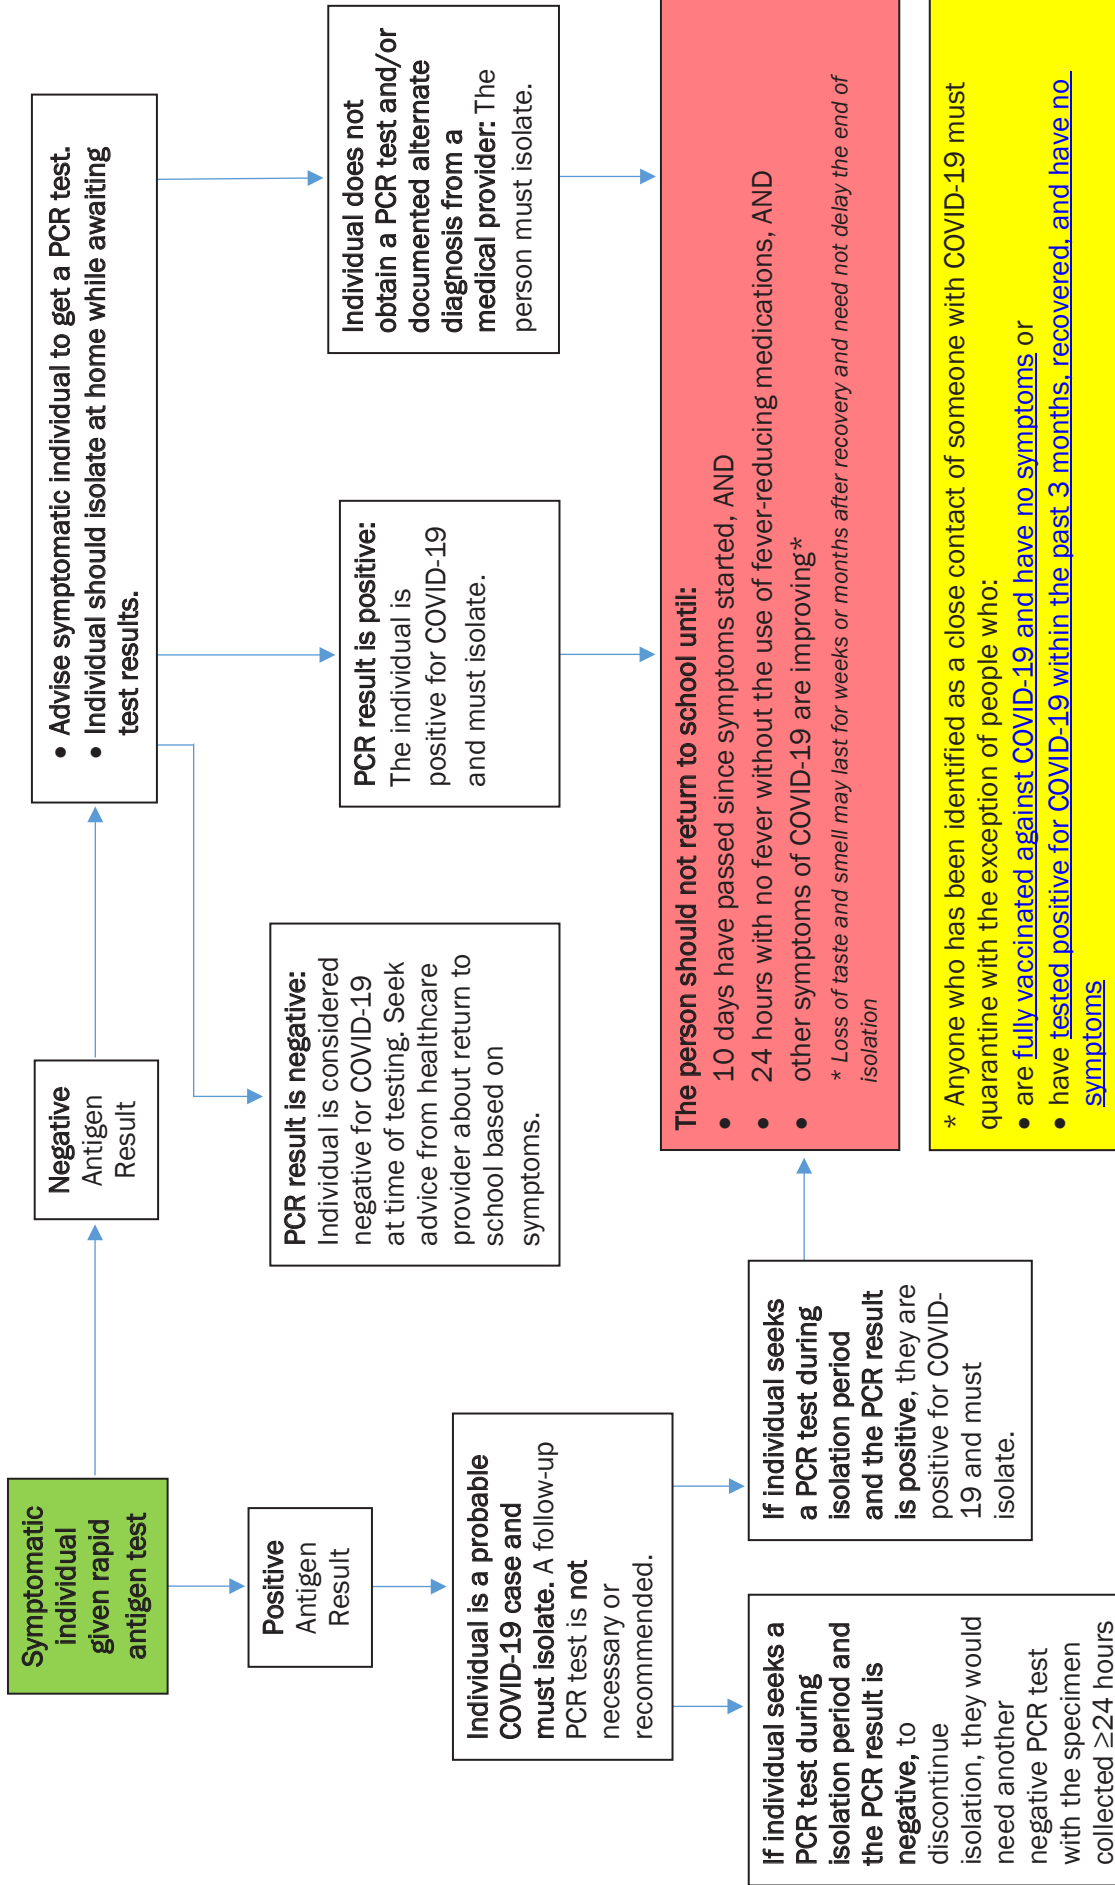 Symptomatic
individual
given rapid
antigen test
Negative
Antigen
Result
• Advise symptomatic individual to get a PCR test.
• Individual should isolate at home while awaiting
test results.
Positive
Antigen
Result
PCR result is negative:
Individual is considered
negative for COVID-19
at time of testing. Seek
advice from healthcare
provider about return to
school based on
symptoms.
PCR result is positive:
The individual is
positive for COVID-19
and must isolate.
Individual does not
obtain a PCR test and/or
documented alternate
diagnosis from a
medical provider: The
person must isolate.
Individual is a probable
COVID-19 case and
must isolate. A follow-up
PCR test is not
necessary or
recommended.
If individual seeks a
PCR test during
isolation period and
the PCR result is
negative, to
discontinue
isolation, they would
need another
negative PCR test
with the specimen
collected ≥24 hours
If individual seeks
a PCR test during
isolation period
and the PCR result
is positive, they are
positive for COVID-
19 and must
isolate.
The person should not return to school until:
• 10 days have passed since symptoms started, AND
• 24 hours with no fever without the use of fever-reducing medications, AND
• other symptoms of COVID-19 are improving*
* Loss of taste and smell may last for weeks or months after recovery and need not delay the end of
isolation
* Anyone who has been identified as a close contact of someone with COVID-19 must
quarantine with the exception of people who:
• are fully vaccinated against COVID-19 and have no symptoms or
• have tested positive for COVID-19 within the past 3 months, recovered, and have no
symptoms